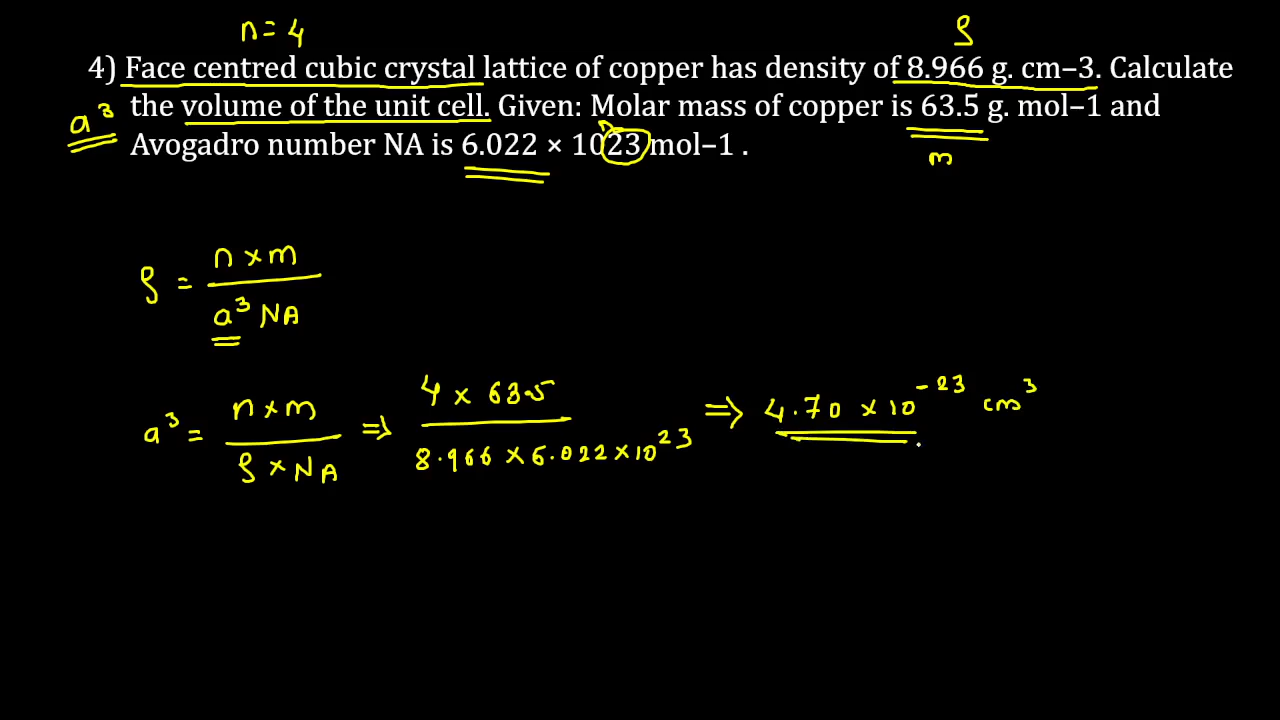 n = 4
ρ
4) Face centred cubic crystal lattice of copper has density of 8.966 g. cm–3. Calculate
the volume of the unit cell. Given: Molar mass of copper is 63.5 g. mol–1 and
a³
Avogadro number NA is 6.022 × 1023 mol–1 .
m
ρ = n × m / a³ NA
a³ = n × m / ρ × NA ⇒ 4 × 635 / 8.966 × 6.022 × 10²³ ⇒ 4.70 × 10⁻²³ cm³